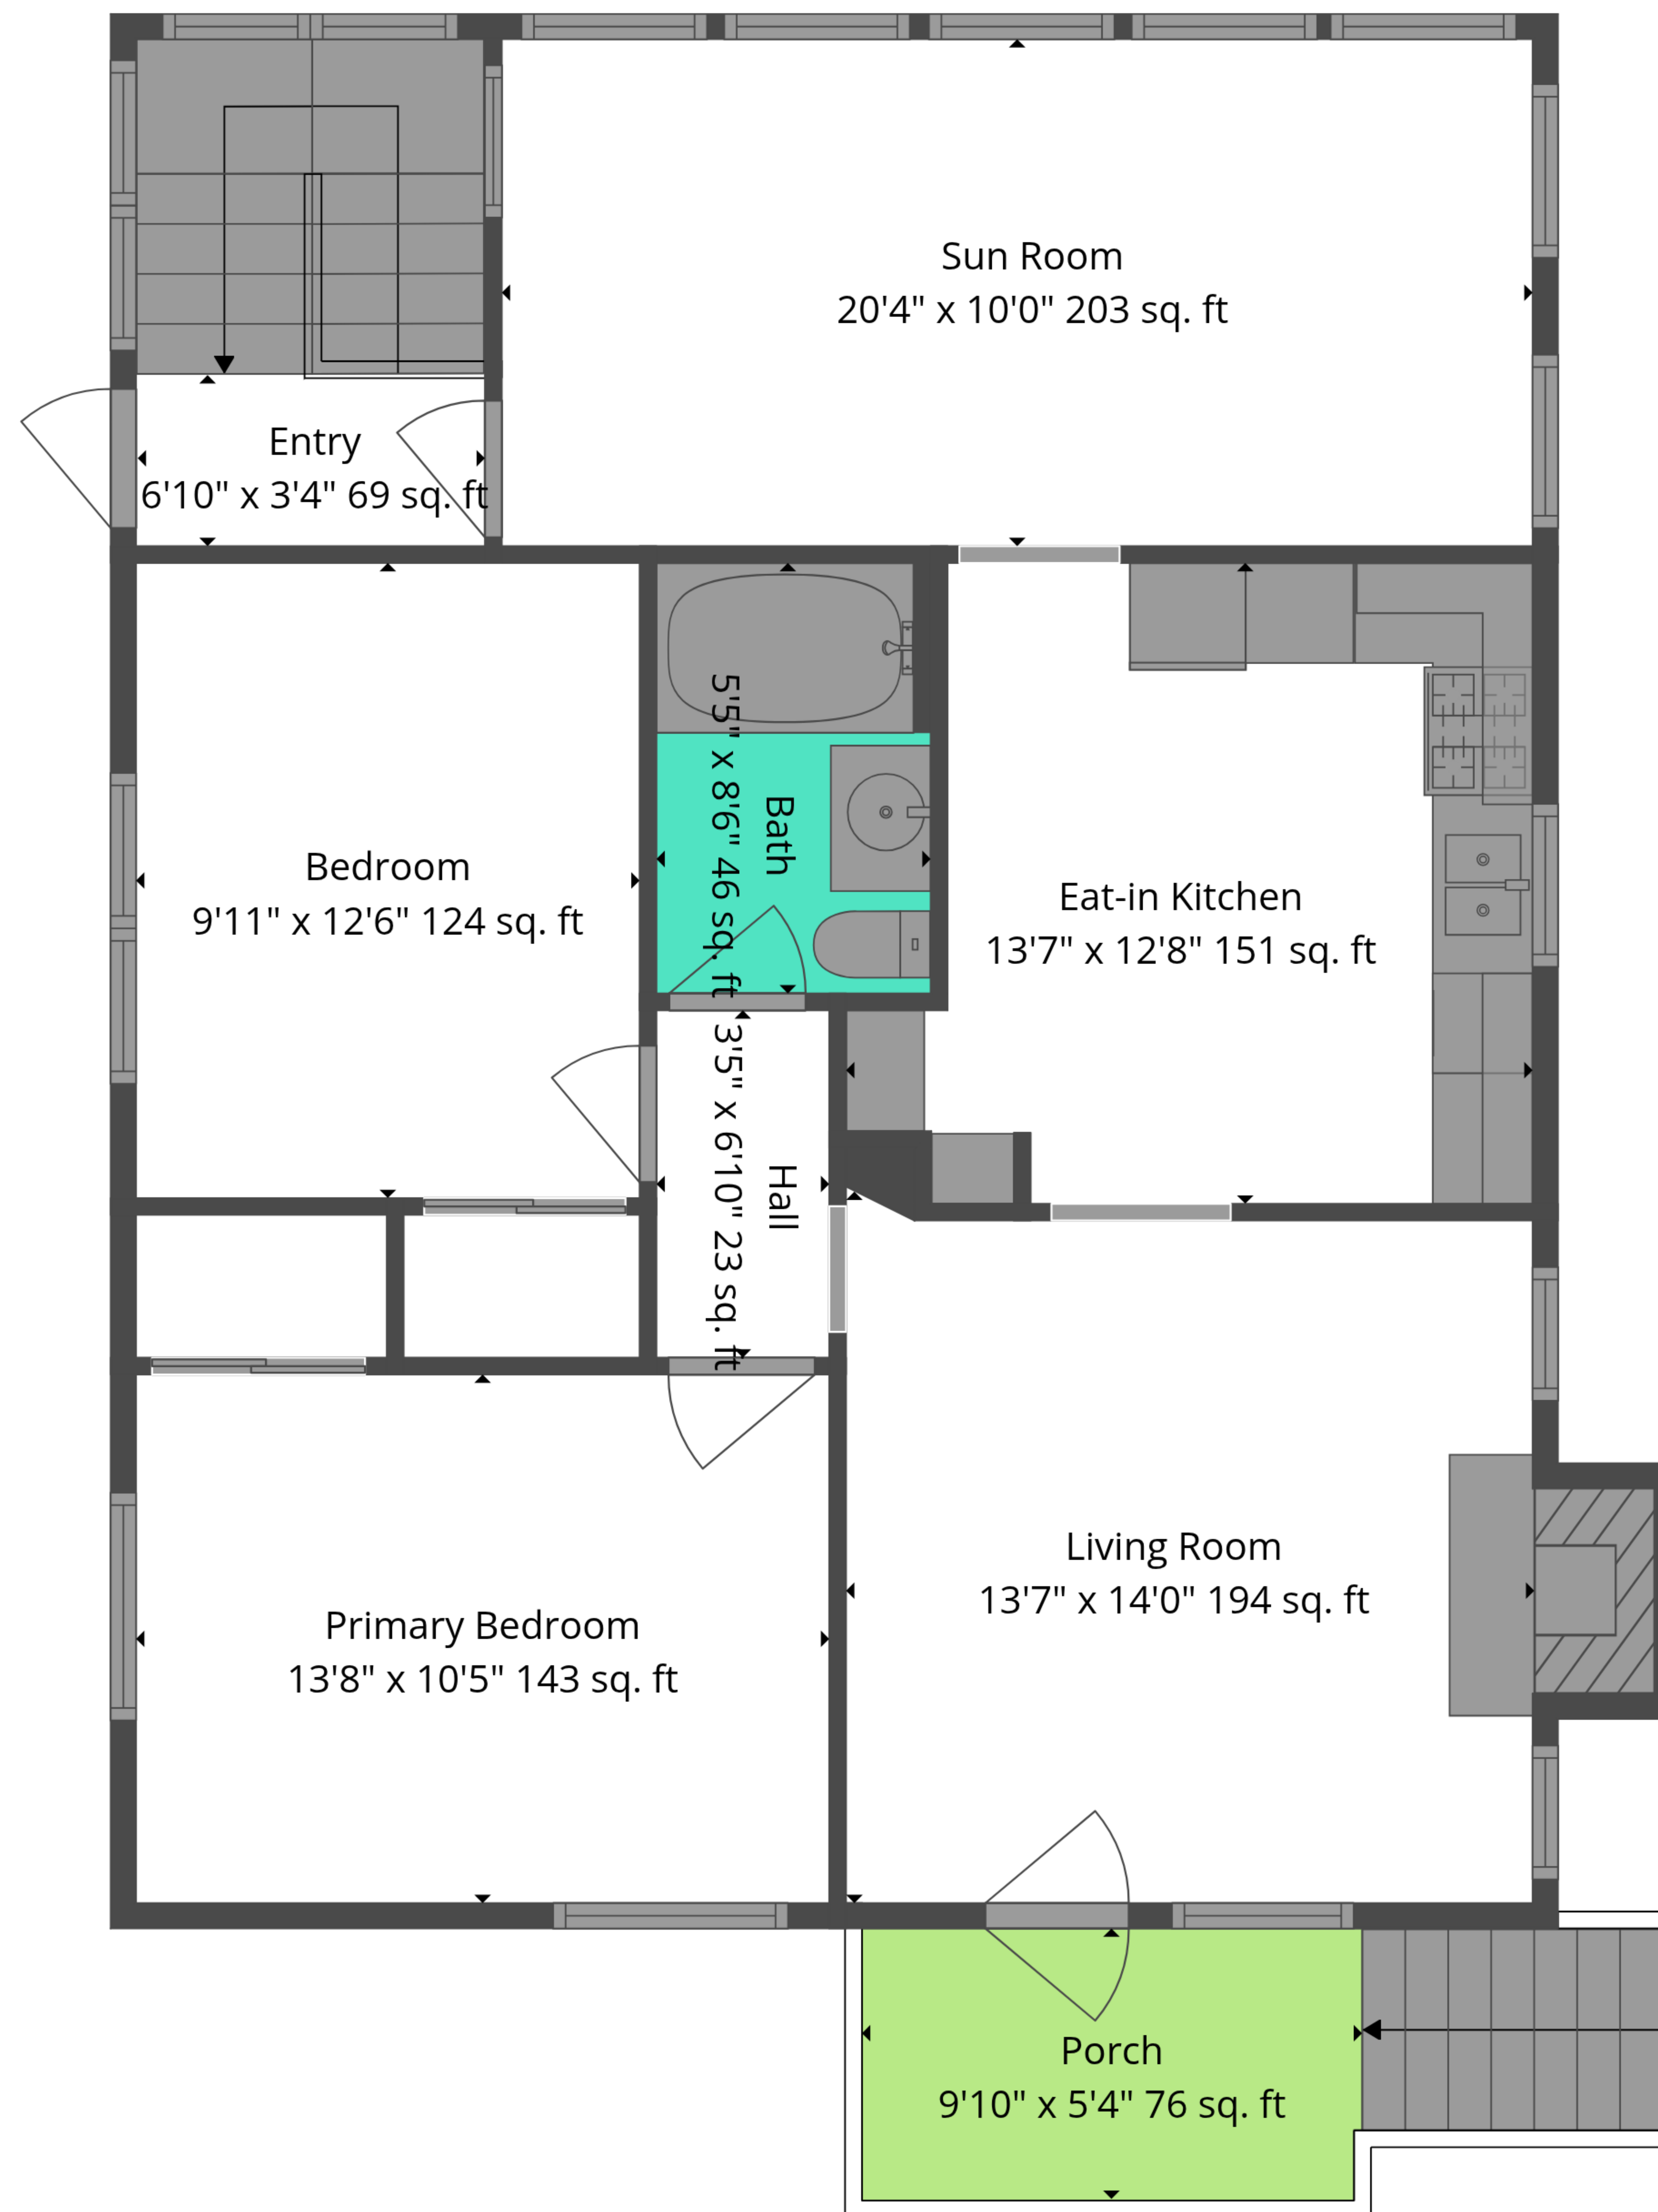 Sun Room
20'4" x 10'0" 203 sq. ft
Entry
6'10" x 3'4" 69 sq. ft
Bedroom
9'11" x 12'6" 124 sq. ft
Bath
5'5" x 8'6" 46 sq. ft
Eat-in Kitchen
13'7" x 12'8" 151 sq. ft
Hall
3'5" x 6'10" 23 sq. ft
Living Room
13'7" x 14'0" 194 sq. ft
Primary Bedroom
13'8" x 10'5" 143 sq. ft
Porch
9'10" x 5'4" 76 sq. ft